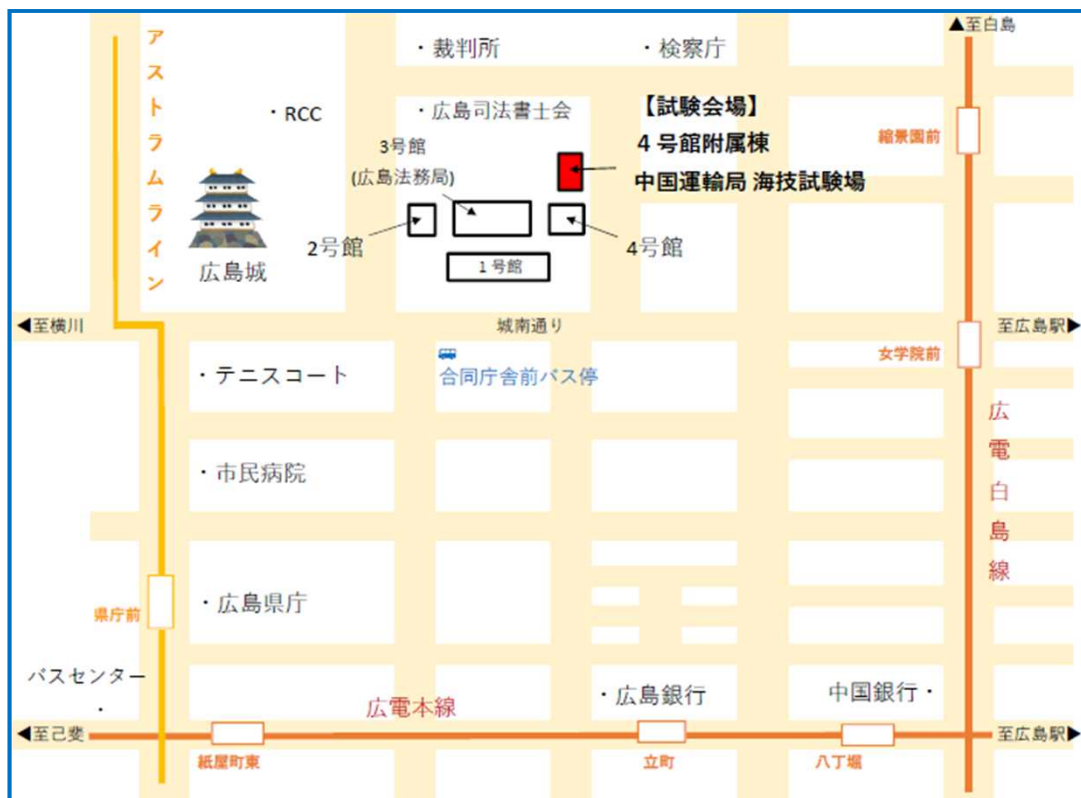 ▲至白島
アストラムライン
・裁判所
・検察庁
・RCC
・広島司法書士会
【試験会場】
４号館附属棟
中国運輸局 海技試験場
縮景園前
3号館
(広島法務局)
2号館
4号館
１号館
広島城
◀至横川
城南通り
至広島駅▶
女学院前
・テニスコート
合同庁舎前バス停
広電白島線
・市民病院
・広島県庁
県庁前
バスセンター
・
・広島銀行
中国銀行・
広電本線
◀至己斐
至広島駅▶
紙屋町東
立町
八丁堀